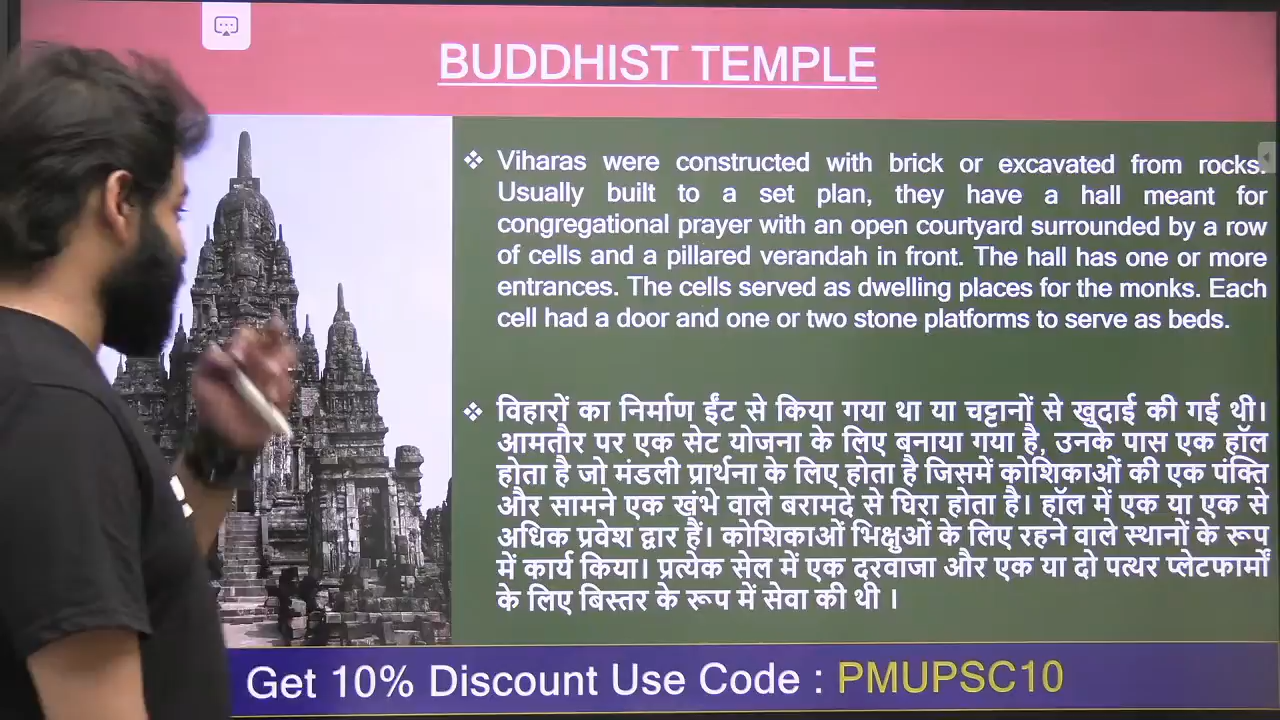 BUDDHIST TEMPLE
❖ Viharas were constructed with brick or excavated from rocks.
Usually built to a set plan, they have a hall meant for
congregational prayer with an open courtyard surrounded by a row
of cells and a pillared verandah in front. The hall has one or more
entrances. The cells served as dwelling places for the monks. Each
cell had a door and one or two stone platforms to serve as beds.
❖ विहारों का निर्माण ईंट से किया गया था या चट्टानों से खुदाई की गई थी।
आमतौर पर एक सेट योजना के लिए बनाया गया है, उनके पास एक हॉल
होता है जो मंडली प्रार्थना के लिए होता है जिसमें कोशिकाओं की एक पंक्ति
और सामने एक खंभे वाले बरामदे से घिरा होता है। हॉल में एक या एक से
अधिक प्रवेश द्वार हैं। कोशिकाओं भिक्षुओं के लिए रहने वाले स्थानों के रूप
में कार्य किया। प्रत्येक सेल में एक दरवाजा और एक या दो पत्थर प्लेटफार्मों
के लिए बिस्तर के रूप में सेवा की थी ।
Get 10% Discount Use Code : PMUPSC10